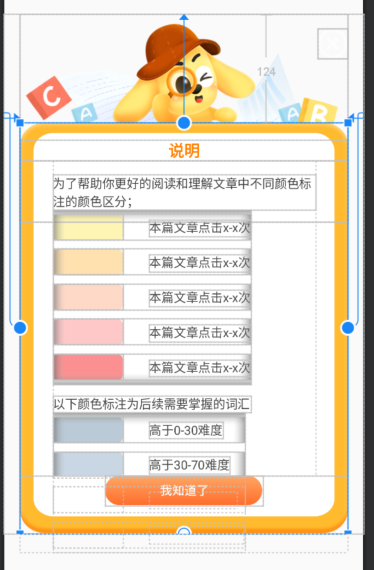 124
C
A
A
B
说明
为了帮助你更好的阅读和理解文章中不同颜色标
注的颜色区分；
本篇文章点击x-x次
本篇文章点击x-x次
本篇文章点击x-x次
本篇文章点击x-x次
本篇文章点击x-x次
以下颜色标注为后续需要掌握的词汇
高于0-30难度
高于30-70难度
我知道了